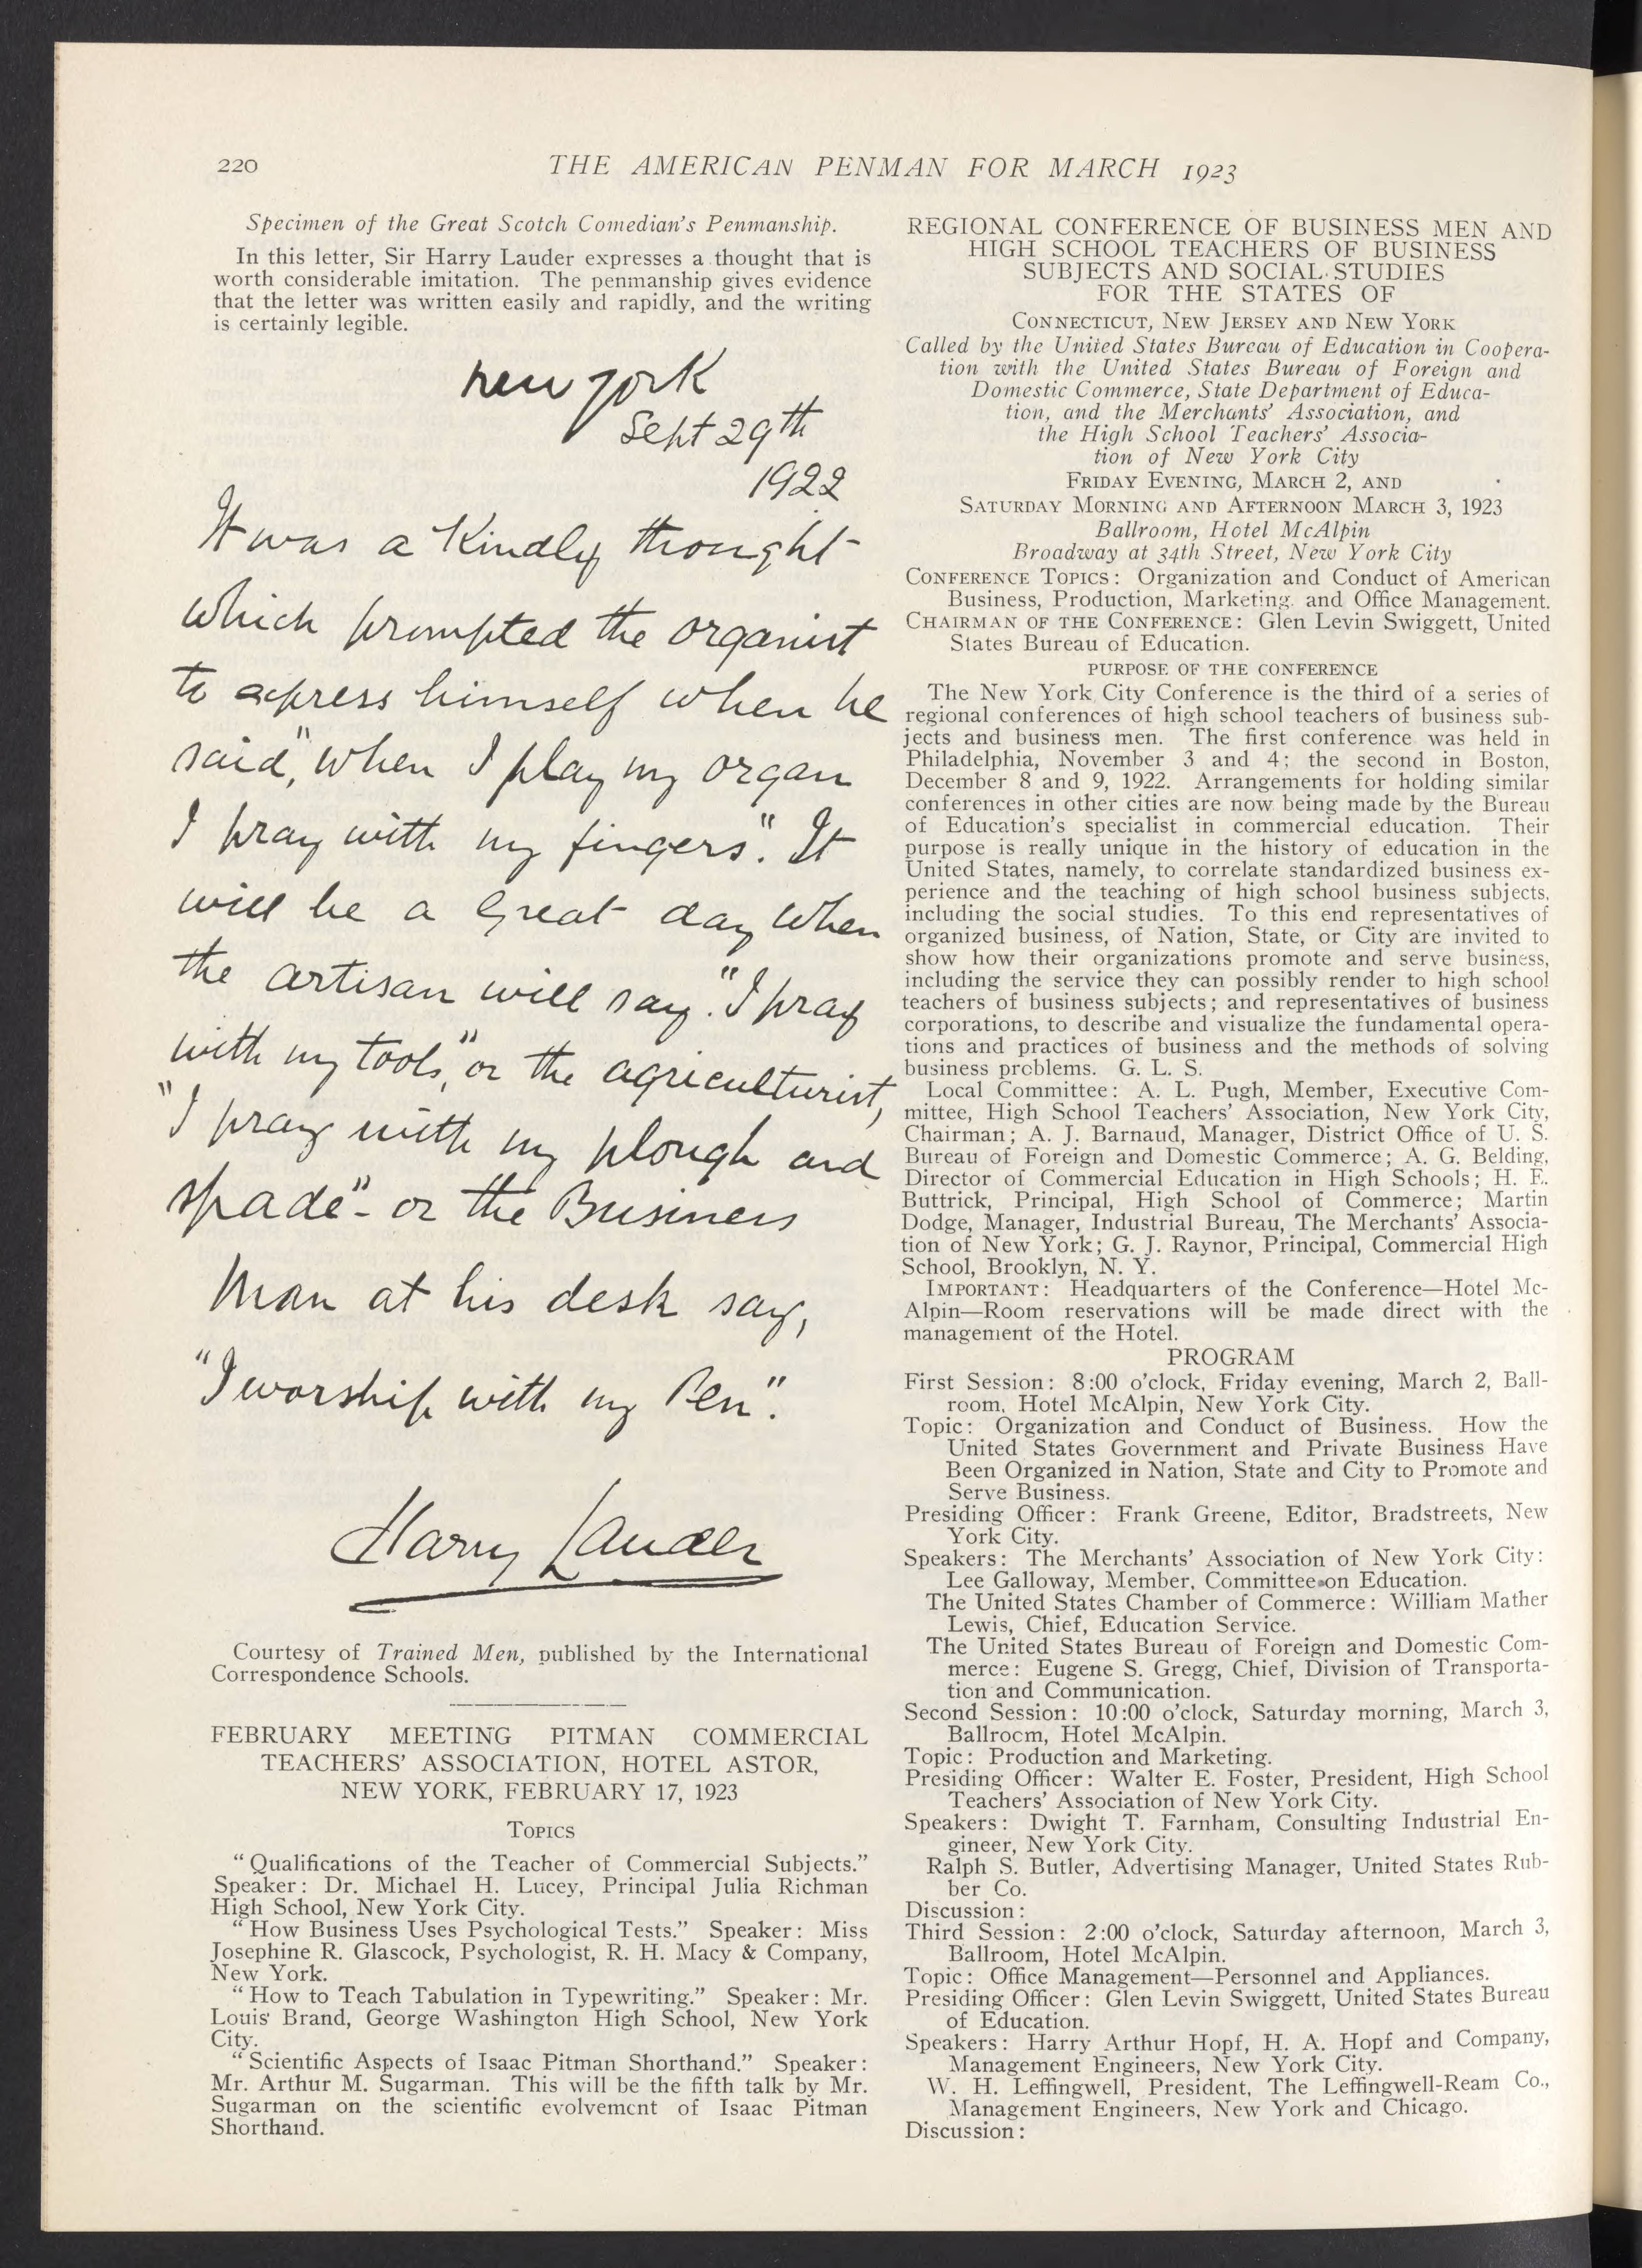 220
THE AMERICAN PENMAN FOR MARCH 1923
Specimen of the Great Scotch Comedian's Penmanship.
In this letter, Sir Harry Lauder expresses a thought that is
worth considerable imitation. The penmanship gives evidence
that the letter was written easily and rapidly, and the writing
is certainly legible.
New York
Sept 29th
1922
It was a Kindly thought
which prompted the organist
to express himself when he
said, "when I play my organ
I pray with my fingers". It
will be a Great day when
the artisan will say. "I pray
with my tools", or the agriculturist,
"I pray with my plough and
spade" - or the Business
Man at his desk say,
"I worship with my Pen".
Harry Lauder
Courtesy of Trained Men, published by the International
Correspondence Schools.
FEBRUARY MEETING PITMAN COMMERCIAL
TEACHERS' ASSOCIATION, HOTEL ASTOR,
NEW YORK, FEBRUARY 17, 1923
TOPICS
"Qualifications of the Teacher of Commercial Subjects."
Speaker: Dr. Michael H. Lucey, Principal Julia Richman
High School, New York City.
"How Business Uses Psychological Tests." Speaker: Miss
Josephine R. Glascock, Psychologist, R. H. Macy & Company,
New York.
"How to Teach Tabulation in Typewriting." Speaker: Mr.
Louis Brand, George Washington High School, New York
City.
"Scientific Aspects of Isaac Pitman Shorthand." Speaker:
Mr. Arthur M. Sugarman. This will be the fifth talk by Mr.
Sugarman on the scientific evolvement of Isaac Pitman
Shorthand.
REGIONAL CONFERENCE OF BUSINESS MEN AND
HIGH SCHOOL TEACHERS OF BUSINESS
SUBJECTS AND SOCIAL STUDIES
FOR THE STATES OF
CONNECTICUT, NEW JERSEY AND NEW YORK
Called by the United States Bureau of Education in Coopera-
tion with the United States Bureau of Foreign and
Domestic Commerce, State Department of Educa-
tion, and the Merchants' Association, and
the High School Teachers' Associa-
tion of New York City
FRIDAY EVENING, MARCH 2, AND
SATURDAY MORNING AND AFTERNOON MARCH 3, 1923
Ballroom, Hotel McAlpin
Broadway at 34th Street, New York City
CONFERENCE TOPICS: Organization and Conduct of American
Business, Production, Marketing, and Office Management.
CHAIRMAN OF THE CONFERENCE: Glen Levin Swiggett, United
States Bureau of Education.
PURPOSE OF THE CONFERENCE
The New York City Conference is the third of a series of
regional conferences of high school teachers of business sub-
jects and business men. The first conference was held in
Philadelphia, November 3 and 4; the second in Boston,
December 8 and 9, 1922. Arrangements for holding similar
conferences in other cities are now being made by the Bureau
of Education's specialist in commercial education. Their
purpose is really unique in the history of education in the
United States, namely, to correlate standardized business ex-
perience and the teaching of high school business subjects,
including the social studies. To this end representatives of
organized business, of Nation, State, or City are invited to
show how their organizations promote and serve business,
including the service they can possibly render to high school
teachers of business subjects; and representatives of business
corporations, to describe and visualize the fundamental opera-
tions and practices of business and the methods of solving
business problems. G. L. S.
Local Committee: A. L. Pugh, Member, Executive Com-
mittee, High School Teachers' Association, New York City,
Chairman; A. J. Barnaud, Manager, District Office of U. S.
Bureau of Foreign and Domestic Commerce; A. G. Belding,
Director of Commercial Education in High Schools; H. E.
Buttrick, Principal, High School of Commerce; Martin
Dodge, Manager, Industrial Bureau, The Merchants' Associa-
tion of New York; G. J. Raynor, Principal, Commercial High
School, Brooklyn, N. Y.
IMPORTANT: Headquarters of the Conference—Hotel Mc-
Alpin—Room reservations will be made direct with the
management of the Hotel.
PROGRAM
First Session: 8:00 o'clock, Friday evening, March 2, Ball-
room, Hotel McAlpin, New York City.
Topic: Organization and Conduct of Business. How the
United States Government and Private Business Have
Been Organized in Nation, State and City to Promote and
Serve Business.
Presiding Officer: Frank Greene, Editor, Bradstreets, New
York City.
Speakers: The Merchants' Association of New York City:
Lee Galloway, Member, Committee on Education.
The United States Chamber of Commerce: William Mather
Lewis, Chief, Education Service.
The United States Bureau of Foreign and Domestic Com-
merce: Eugene S. Gregg, Chief, Division of Transporta-
tion and Communication.
Second Session: 10:00 o'clock, Saturday morning, March 3,
Ballroom, Hotel McAlpin.
Topic: Production and Marketing.
Presiding Officer: Walter E. Foster, President, High School
Teachers' Association of New York City.
Speakers: Dwight T. Farnham, Consulting Industrial En-
gineer, New York City.
Ralph S. Butler, Advertising Manager, United States Rub-
ber Co.
Discussion:
Third Session: 2:00 o'clock, Saturday afternoon, March 3,
Ballroom, Hotel McAlpin.
Topic: Office Management—Personnel and Appliances.
Presiding Officer: Glen Levin Swiggett, United States Bureau
of Education.
Speakers: Harry Arthur Hopf, H. A. Hopf and Company,
Management Engineers, New York City.
W. H. Leffingwell, President, The Leffingwell-Ream Co.,
Management Engineers, New York and Chicago.
Discussion: